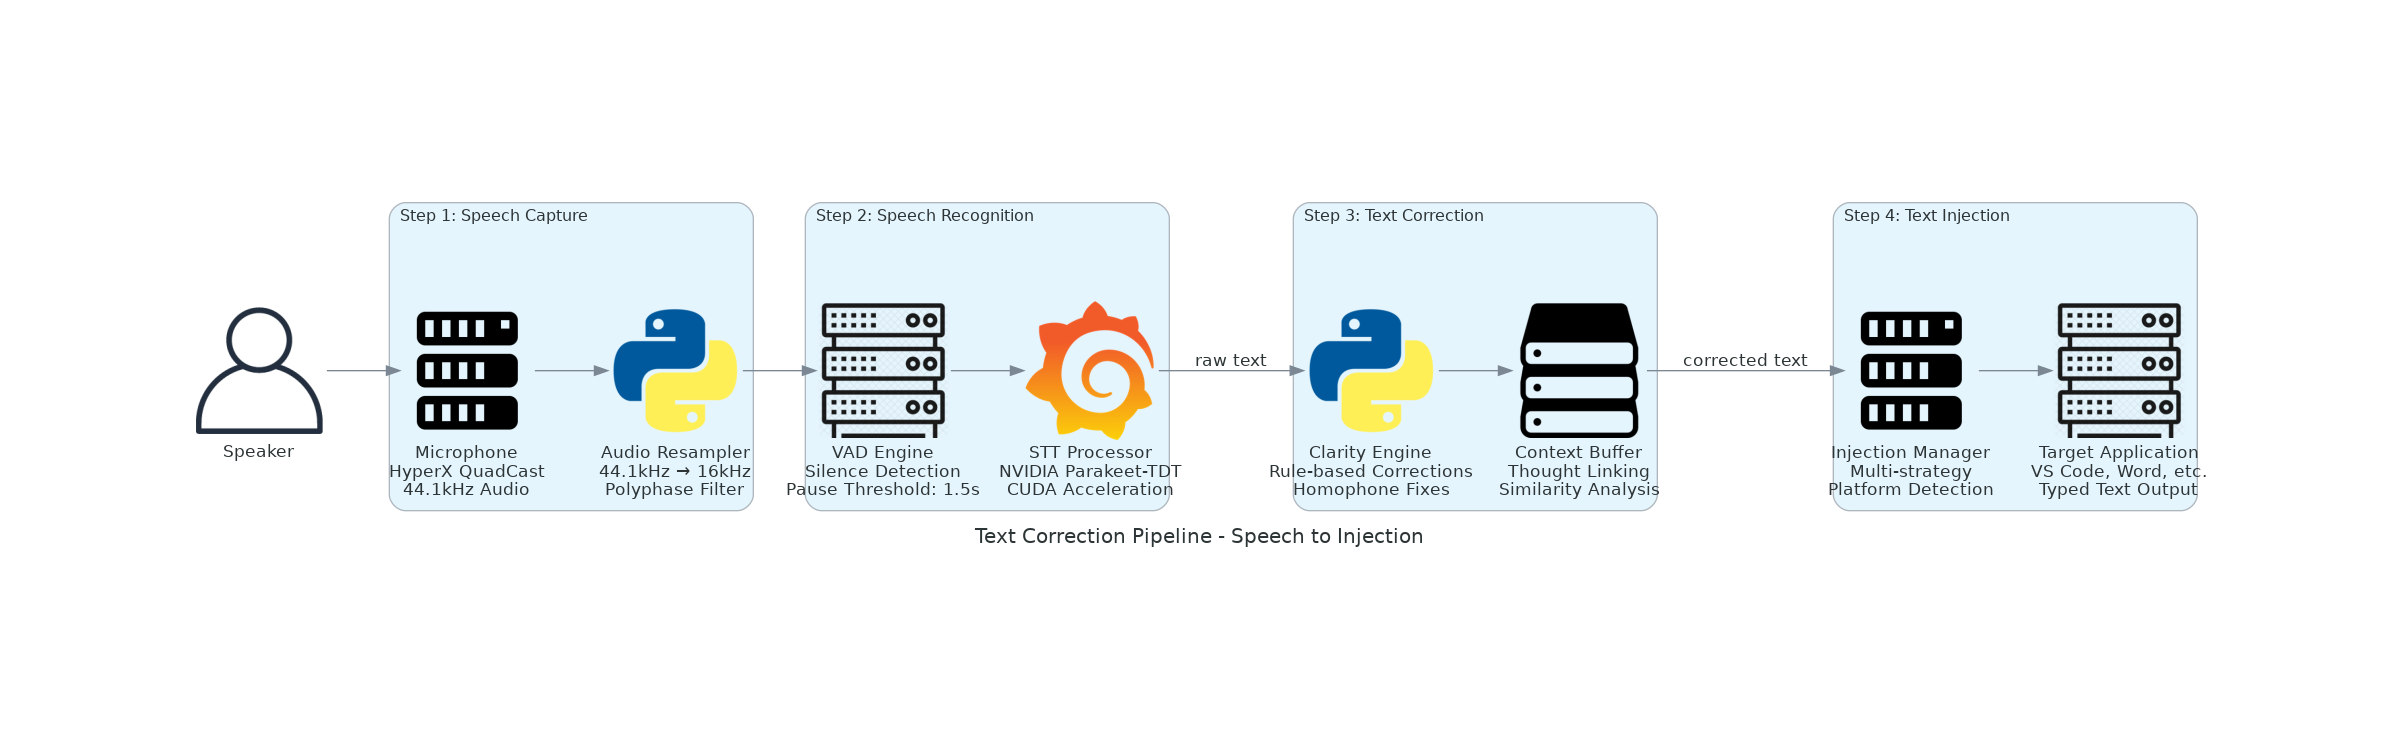 Step 1: Speech Capture
Step 2: Speech Recognition
Step 3: Text Correction
Step 4: Text Injection
Speaker
Microphone
HyperX QuadCast
44.1kHz Audio
Audio Resampler
44.1kHz → 16kHz
Polyphase Filter
VAD Engine
Silence Detection
Pause Threshold: 1.5s
STT Processor
NVIDIA Parakeet-TDT
CUDA Acceleration
raw text
Clarity Engine
Rule-based Corrections
Homophone Fixes
Context Buffer
Thought Linking
Similarity Analysis
corrected text
Injection Manager
Multi-strategy
Platform Detection
Target Application
VS Code, Word, etc.
Typed Text Output
Text Correction Pipeline - Speech to Injection